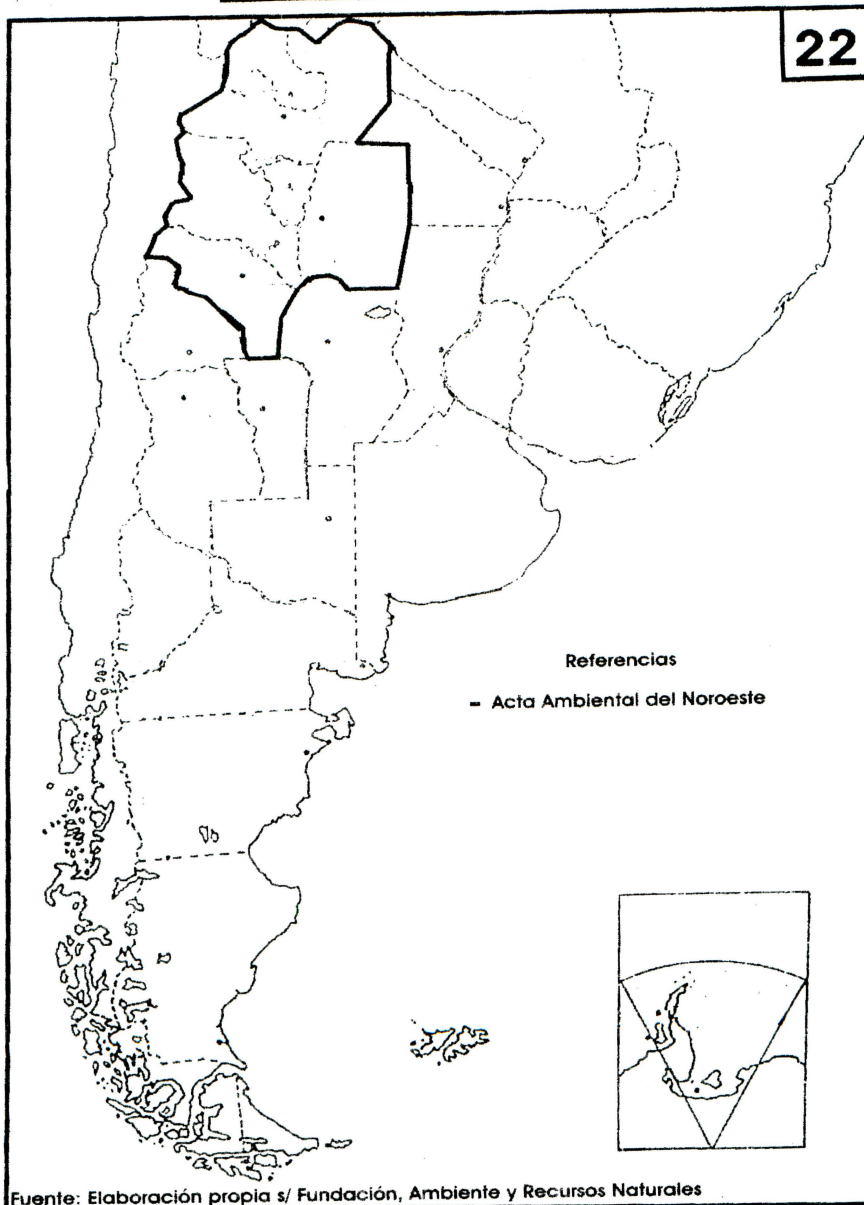 22
Referencias
- Acta Ambiental del Noroeste
Fuente: Elaboración propia s/ Fundación, Ambiente y Recursos Naturales